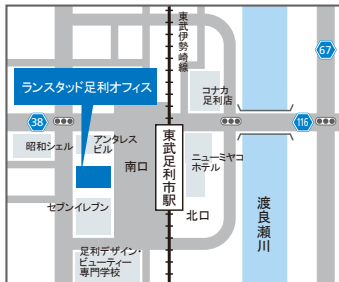 東武伊勢崎線
67
コナカ
足利店
ランスタッド足利オフィス
38
116
昭和シェル
アンタレス
ビル
南口
東武足利市駅
ニューミヤコ
ホテル
北口
渡良瀬川
セブンイレブン
足利デザイン・
ビューティー
専門学校